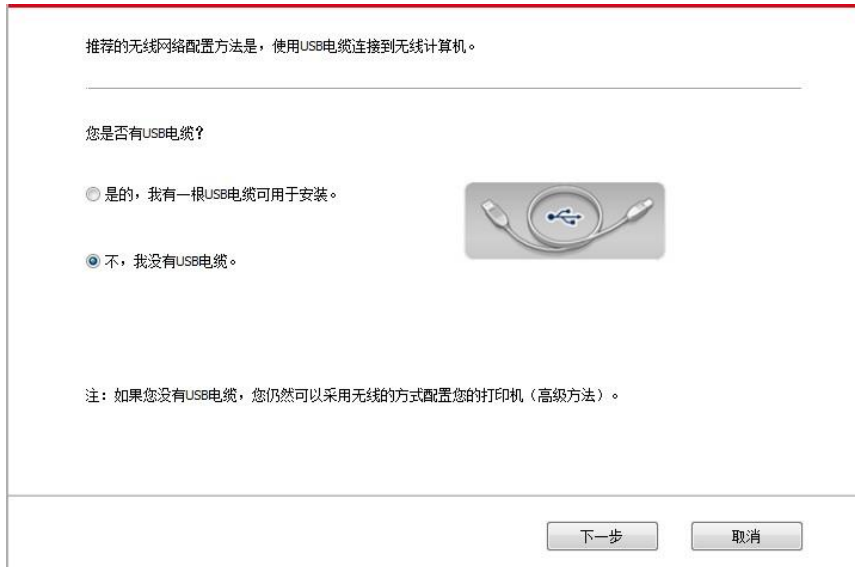 推荐的无线网络配置方法是，使用USB电缆连接到无线计算机。
您是否有USB电缆？
是的，我有一根USB电缆可用于安装。
不，我没有USB电缆。
注：如果您没有USB电缆，您仍然可以采用无线的方式配置您的打印机（高级方法）。
下一步
取消